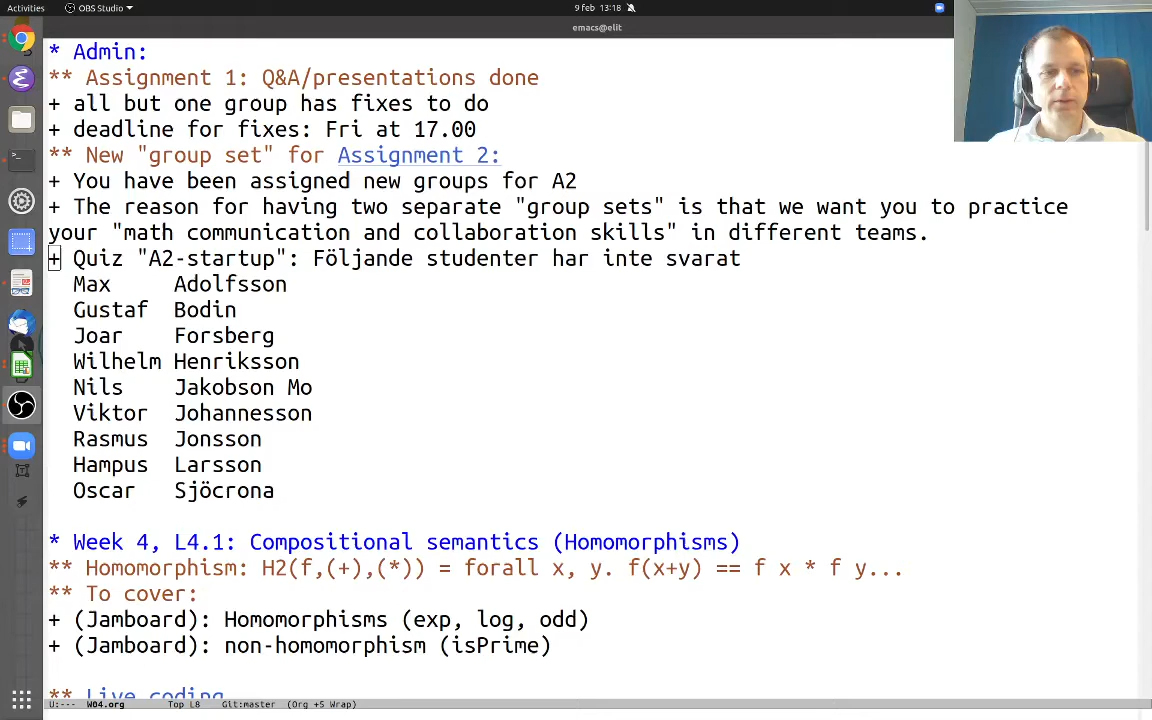 Activities OBS Studio 9 feb 13:18
emacs@elit
* Admin:
** Assignment 1: Q&A/presentations done
+ all but one group has fixes to do
+ deadline for fixes: Fri at 17.00
** New "group set" for Assignment 2:
+ You have been assigned new groups for A2
+ The reason for having two separate "group sets" is that we want you to practice
your "math communication and collaboration skills" in different teams.
+ Quiz "A2-startup": Följande studenter har inte svarat
Max Adolfsson
Gustaf Bodin
Joar Forsberg
Wilhelm Henriksson
Nils Jakobson Mo
Viktor Johannesson
Rasmus Jonsson
Hampus Larsson
Oscar Sjöcrona
* Week 4, L4.1: Compositional semantics (Homomorphisms)
** Homomorphism: H2(f,(+),(*)) = forall x, y. f(x+y) == f x * f y...
** To cover:
+ (Jamboard): Homomorphisms (exp, log, odd)
+ (Jamboard): non-homomorphism (isPrime)
** Live coding
U:--- W04.org Top L8 Git:master (Org +5 Wrap)